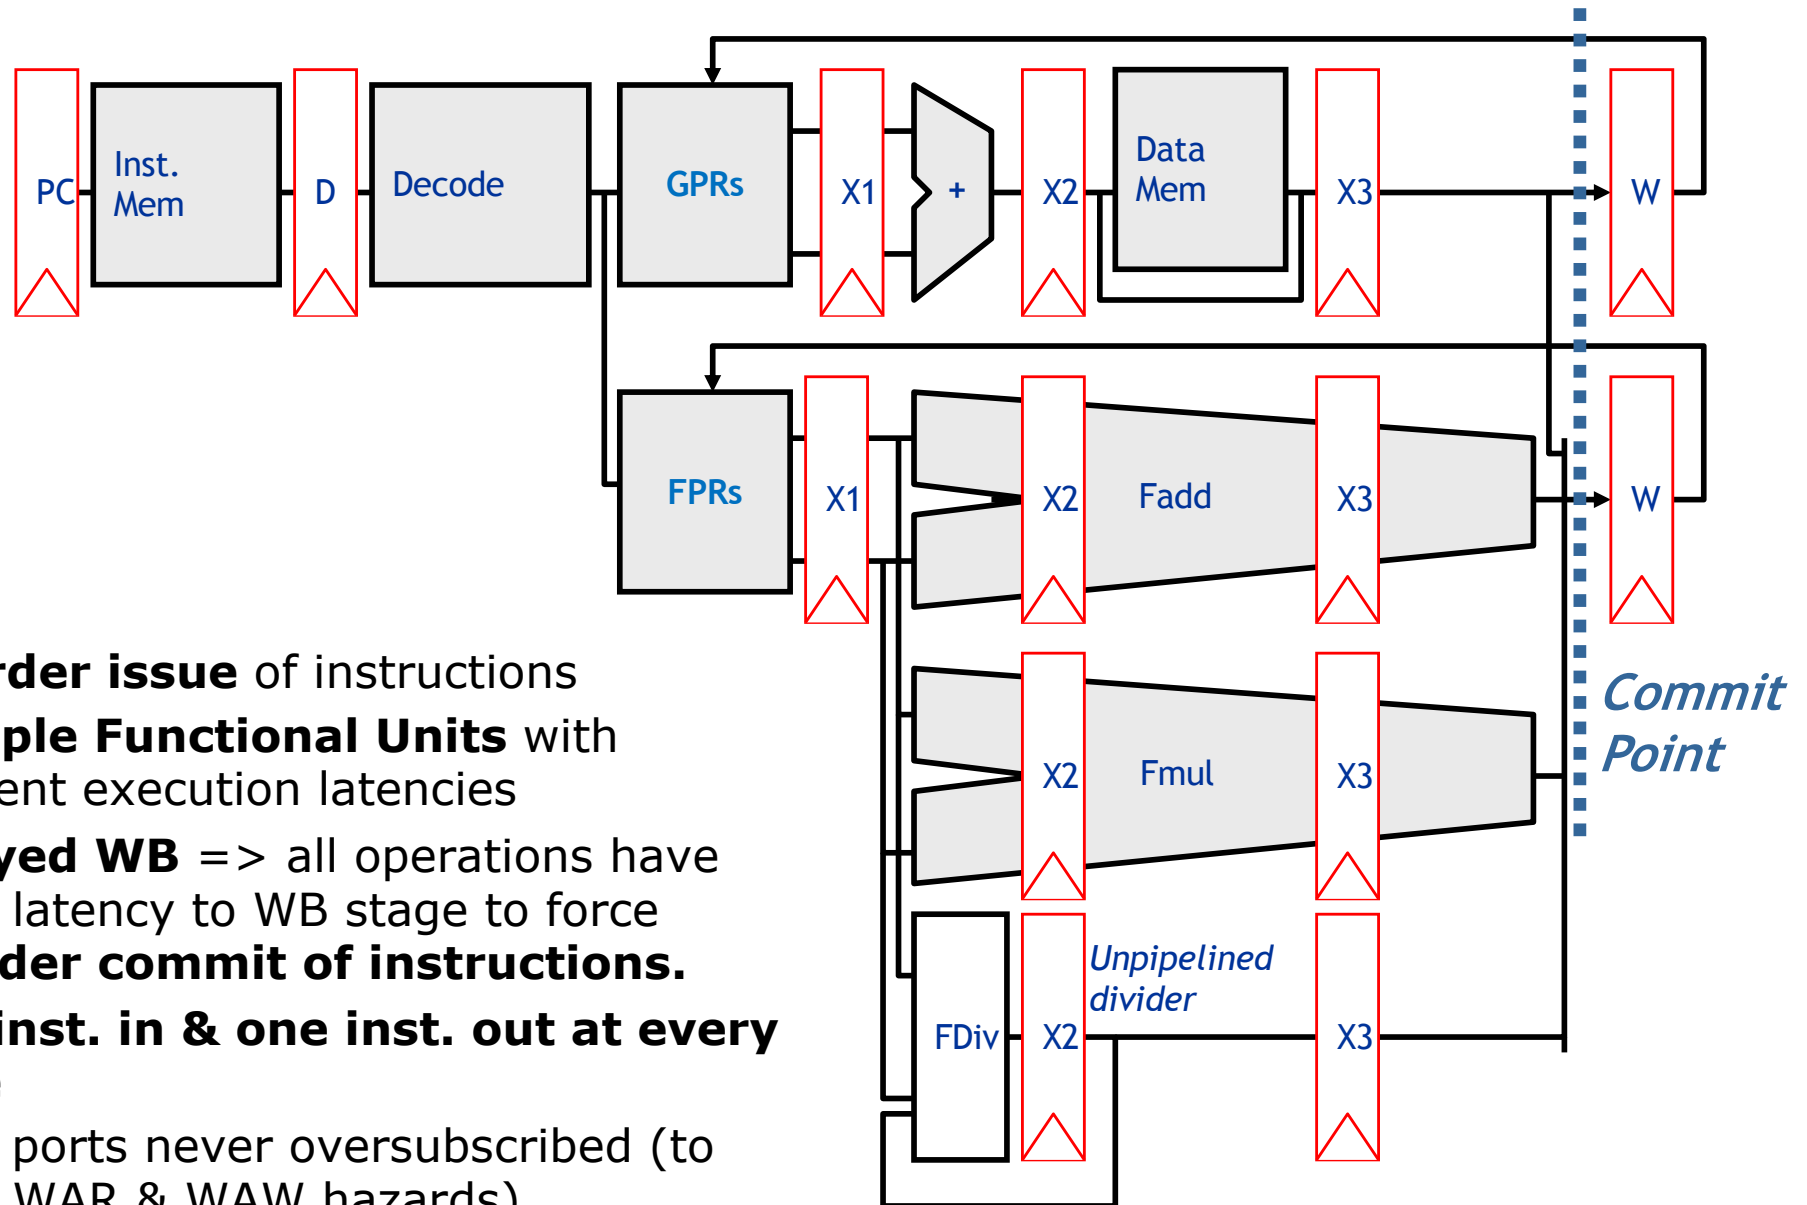 PC
Inst.
Mem
D
Decode
GPRs
X1
+
X2
Data
Mem
X3
W
FPRs
X1
X2
Fadd
X3
W
rder issue of instructions
ple Functional Units with
ent execution latencies
yed WB => all operations have
latency to WB stage to force
der commit of instructions.
inst. in & one inst. out at every
ports never oversubscribed (to
WAR & WAW hazards)
X2
Fmul
X3
Commit
Point
FDiv
X2
Unpipelined
divider
X3